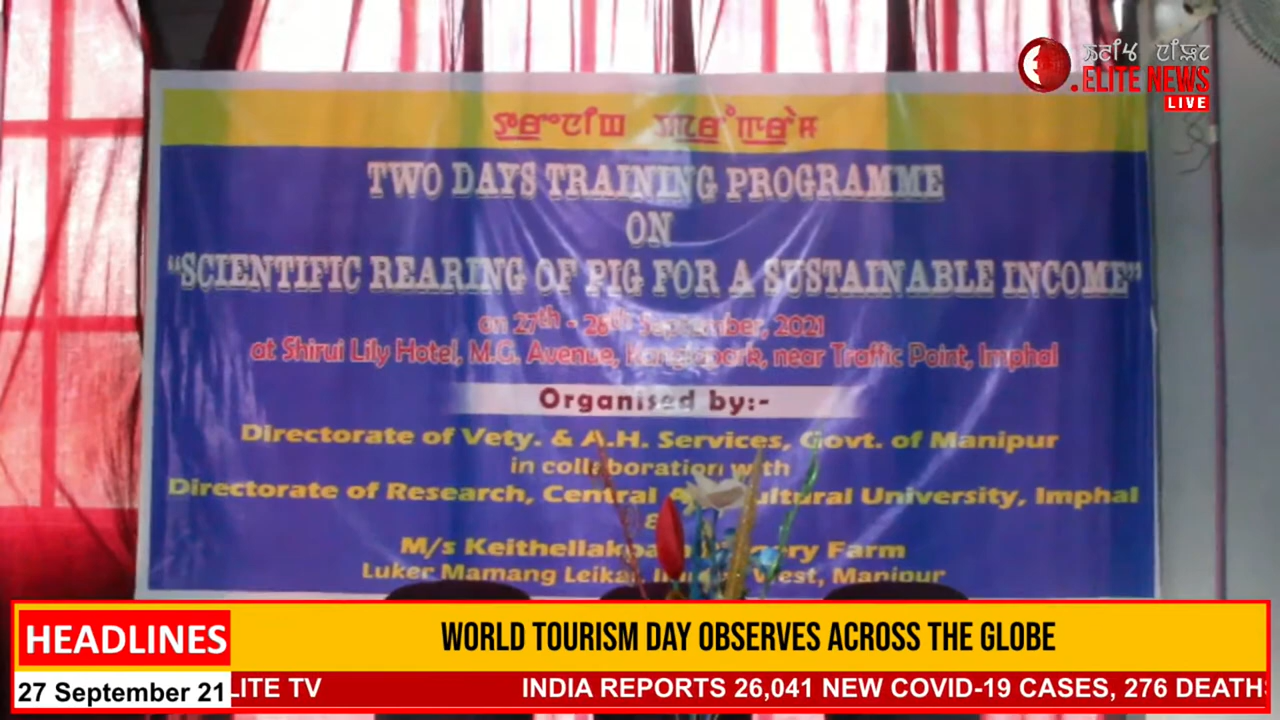 ELITE NEWS
LIVE
TWO DAYS TRAINING PROGRAMME
ON
“SCIENTIFIC REARING OF PIG FOR A SUSTAINABLE INCOME”
on 27th - 28th September, 2021
at Shirui Lily Hotel, M.G. Avenue, near Traffic Point, Imphal
Organised by:-
Directorate of Vety. & A.H. Services, Govt. of Manipur
in collaboration with
Directorate of Research, Central Agricultural University, Imphal
&
M/s Farm
Luker Mamang Leikai, West, Manipur
HEADLINES
WORLD TOURISM DAY OBSERVES ACROSS THE GLOBE
27 September 21
LITE TV INDIA REPORTS 26,041 NEW COVID-19 CASES, 276 DEATHS